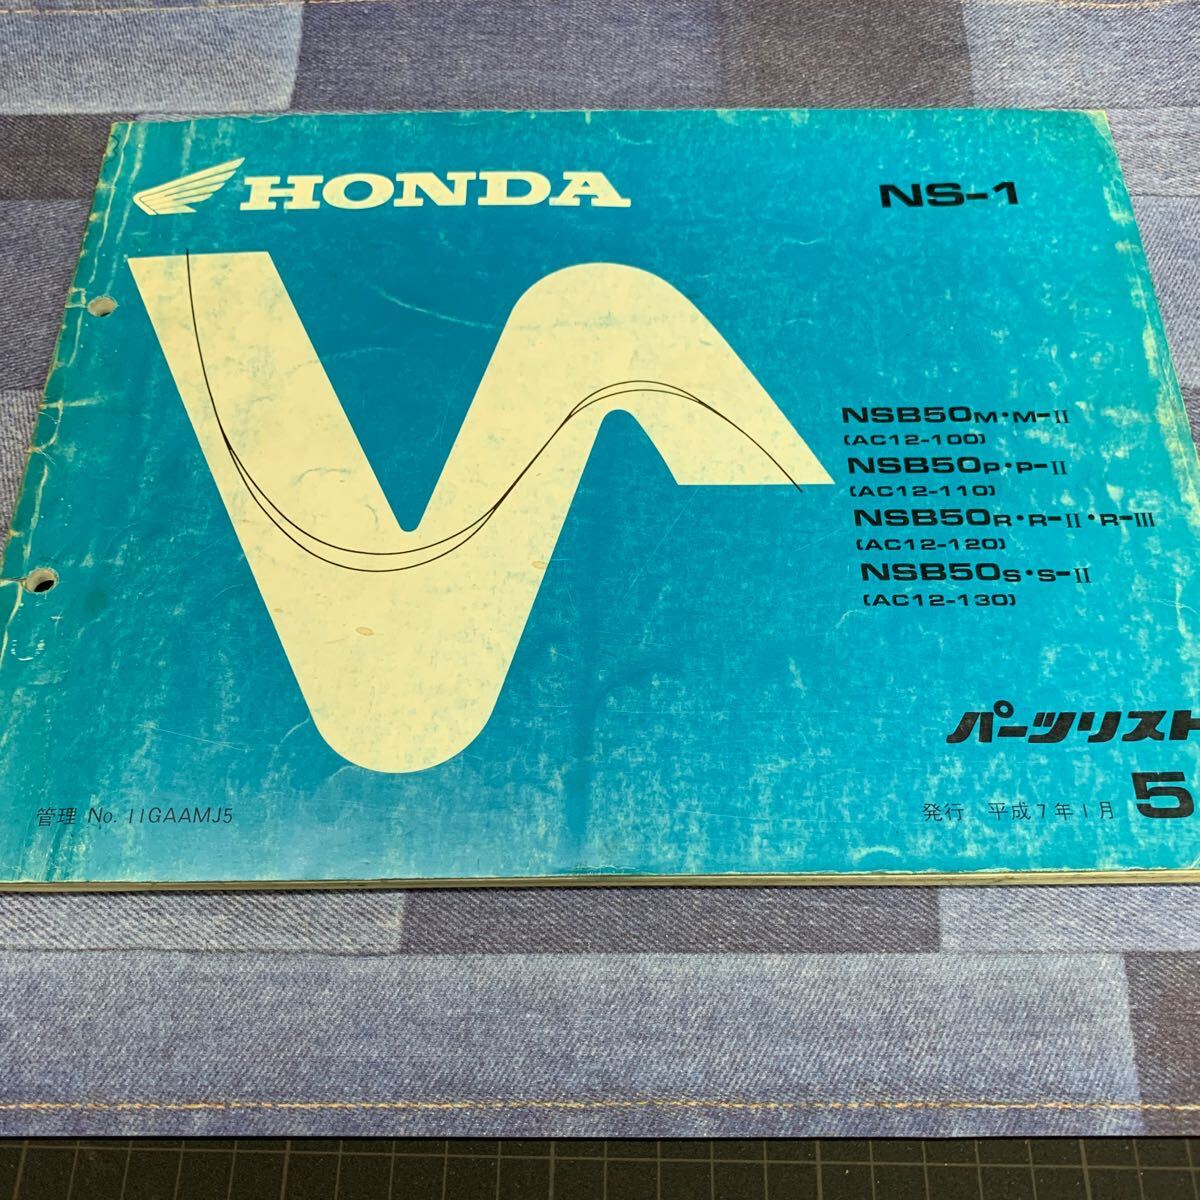 HONDA
NS-1
NSB50M・M-II
(AC12-100)
NSB50P・P-II
(AC12-110)
NSB50R・R-II・R-III
(AC12-120)
NSB50S・S-II
(AC12-130)
パーツリスト
5
管理 No. 11GAAMJ5
発行 平成7年1月